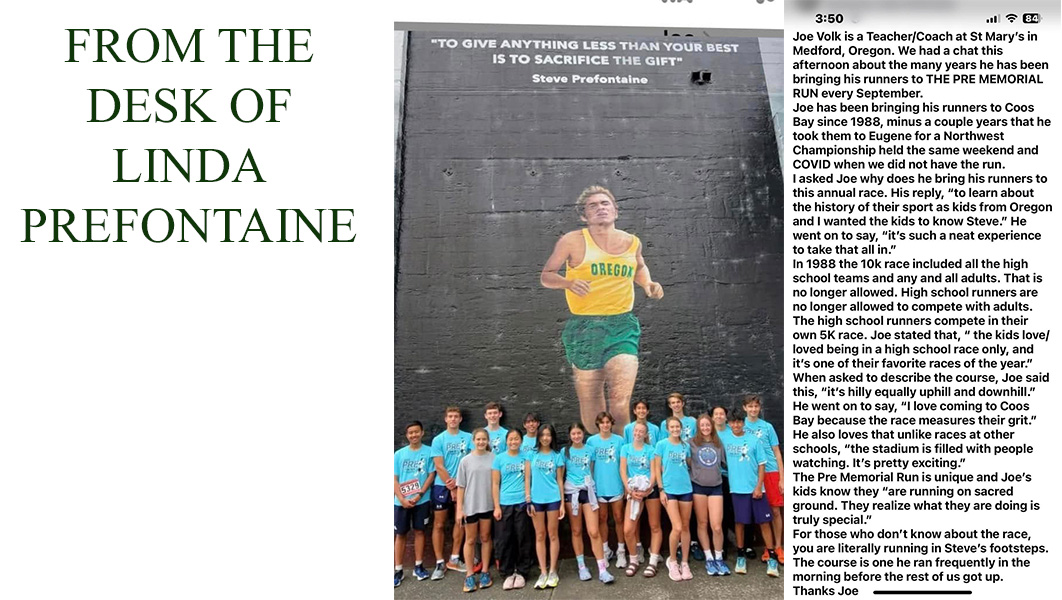 FROM THE
DESK OF
LINDA
PREFONTAINE
"TO GIVE ANYTHING LESS THAN YOUR BEST
IS TO SACRIFICE THE GIFT"
Steve Prefontaine
OREGON
5329
3:50
84
Joe Volk is a Teacher/Coach at St Mary's in
Medford, Oregon. We had a chat this
afternoon about the many years he has been
bringing his runners to THE PRE MEMORIAL
RUN every September.
Joe has been bringing his runners to Coos
Bay since 1988, minus a couple years that he
took them to Eugene for a Northwest
Championship held the same weekend and
COVID when we did not have the run.
I asked Joe why does he bring his runners to
this annual race. His reply, “to learn about
the history of their sport as kids from Oregon
and I wanted the kids to know Steve.” He
went on to say, “it’s such a neat experience
to take that all in.”
In 1988 the 10k race included all the high
school teams and any and all adults. That is
no longer allowed. High school runners are
no longer allowed to compete with adults.
The high school runners compete in their
own 5K race. Joe stated that, “ the kids love/
loved being in a high school race only, and
it’s one of their favorite races of the year.”
When asked to describe the course, Joe said
this, “it’s hilly equally uphill and downhill.”
He went on to say, “I love coming to Coos
Bay because the race measures their grit.”
He also loves that unlike races at other
schools, “the stadium is filled with people
watching. It’s pretty exciting.”
The Pre Memorial Run is unique and Joe’s
kids know they “are running on sacred
ground. They realize what they are doing is
truly special.”
For those who don’t know about the race,
you are literally running in Steve’s footsteps.
The course is one he ran frequently in the
morning before the rest of us got up.
Thanks Joe